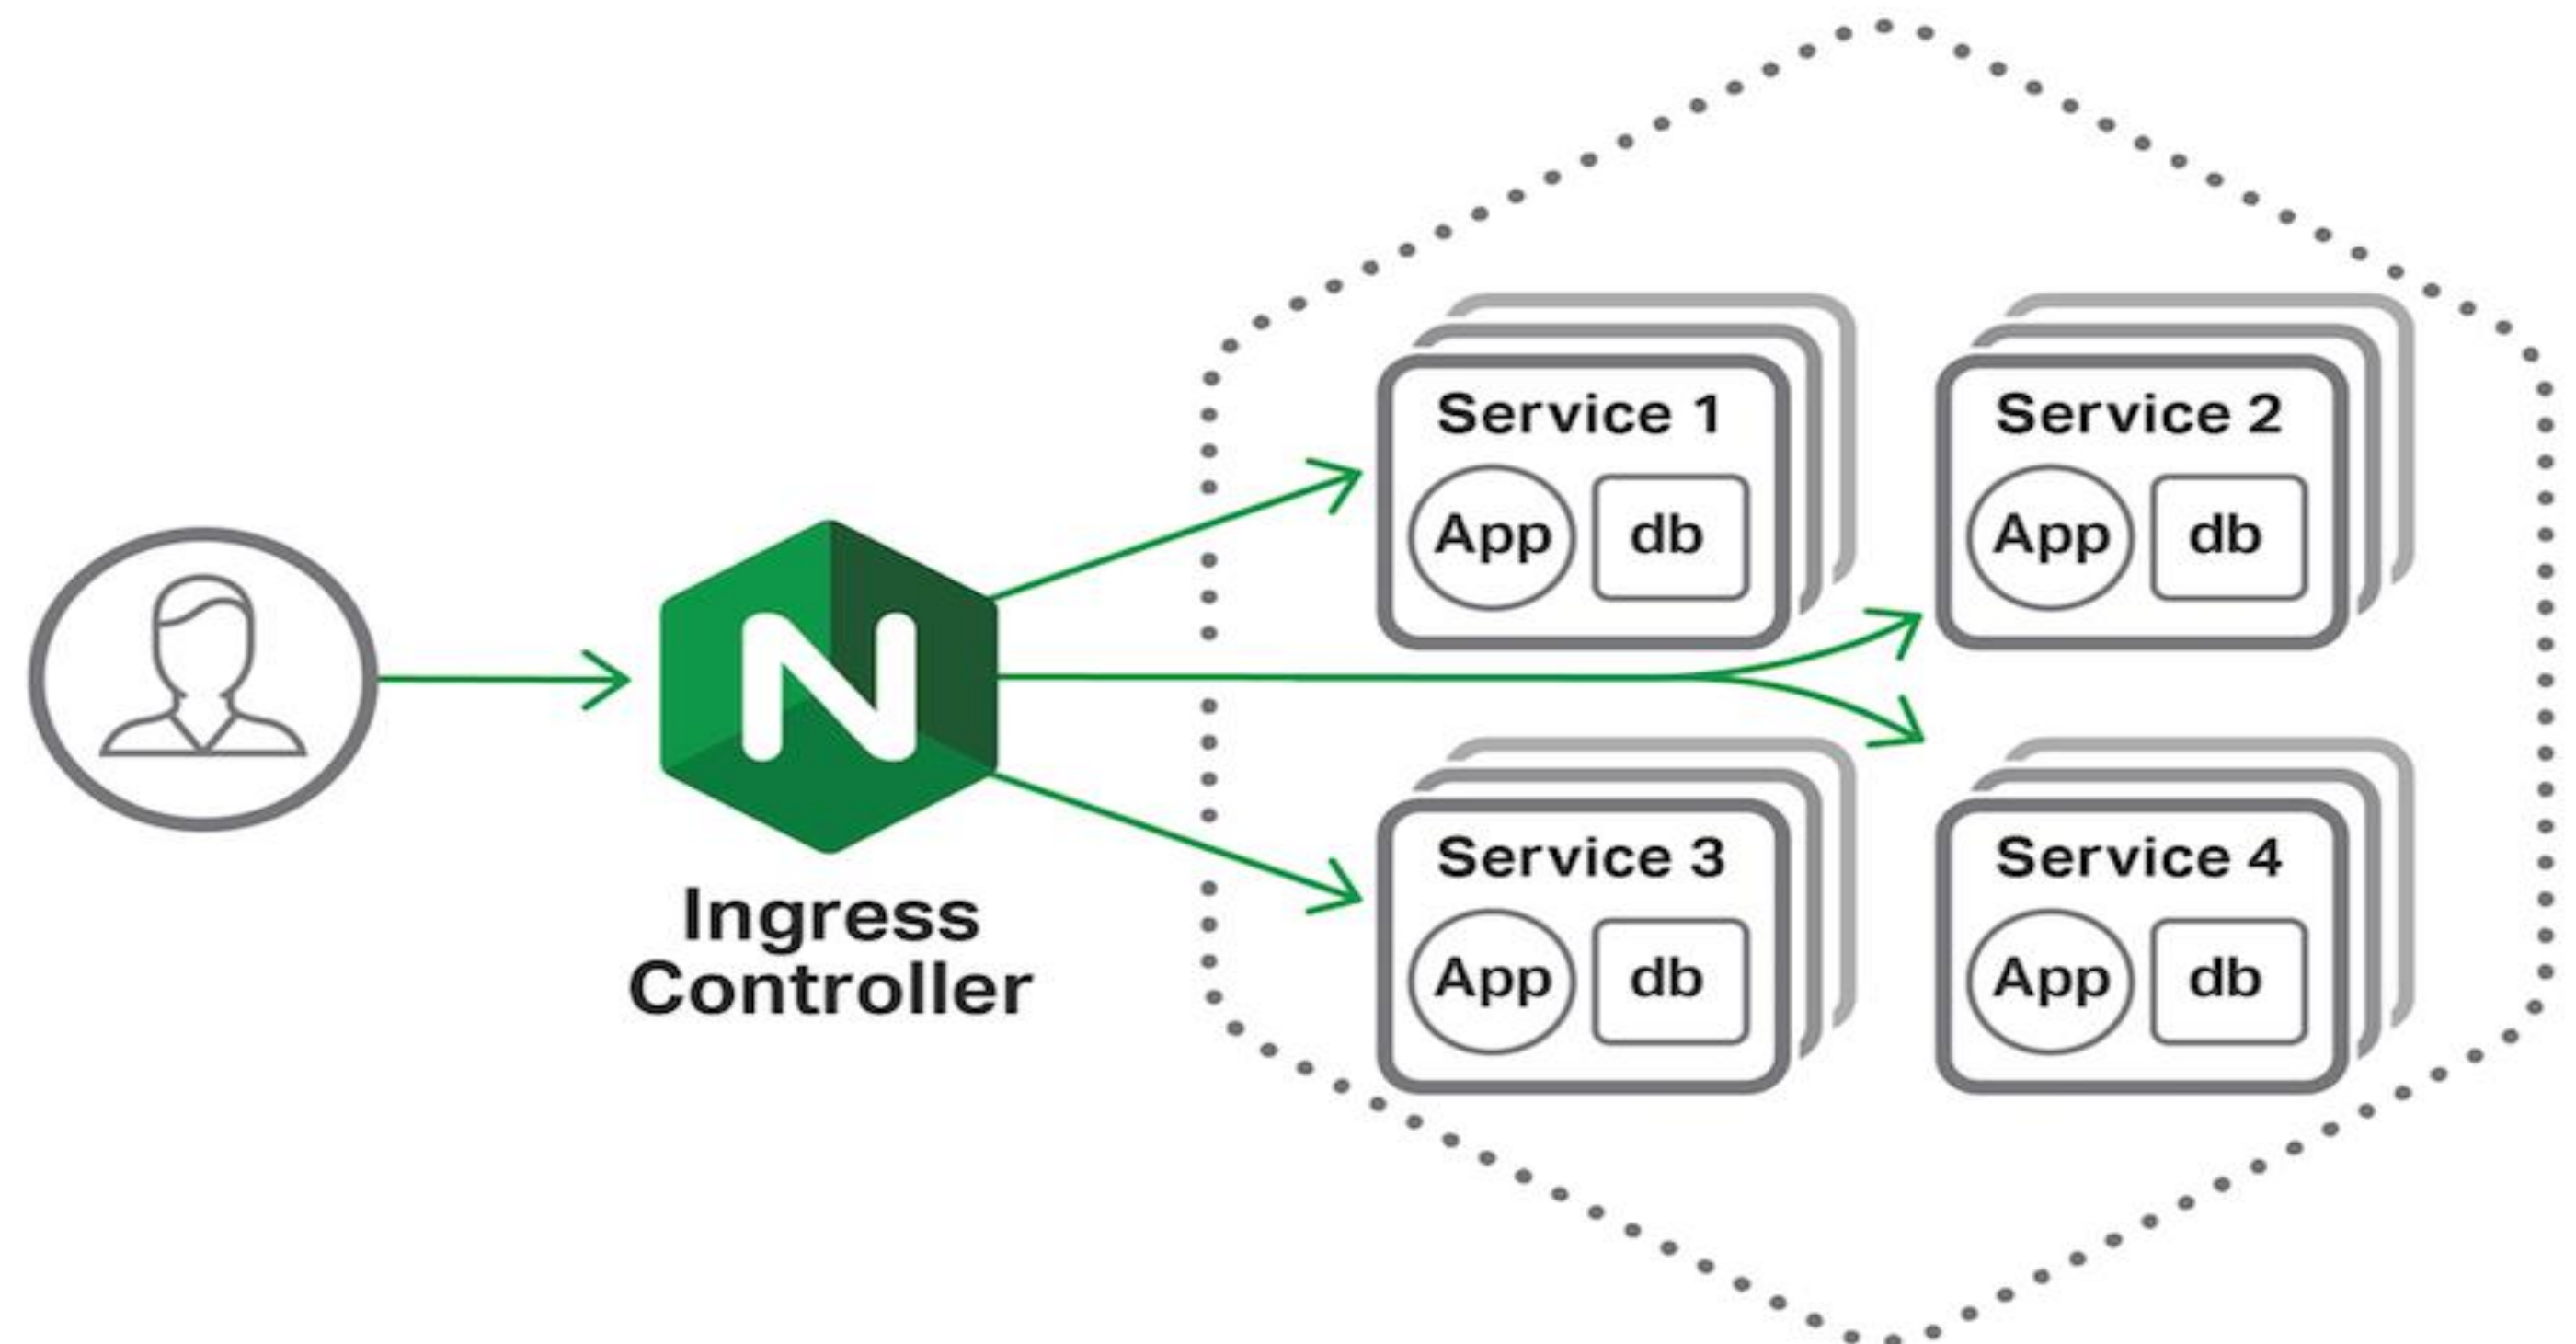 N
Ingress
Controller
Service 1
App db
Service 2
App db
Service 3
App db
Service 4
App db